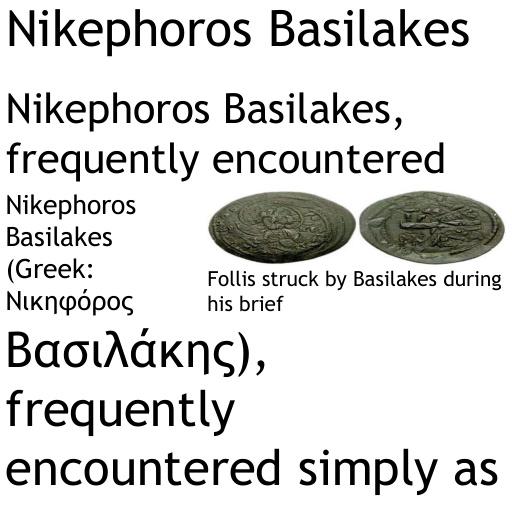 Nikephoros Basilakes
Nikephoros Basilakes,
frequently encountered
Nikephoros
Basilakes
(Greek:
Νικηφόρος
Follis struck by Basilakes during
his brief
Βασιλάκης),
frequently
encountered simply as